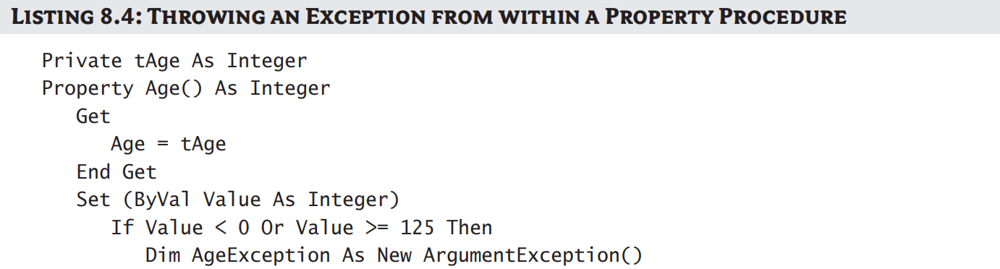 LISTING 8.4: THROWING AN EXCEPTION FROM WITHIN A PROPERTY PROCEDURE
Private tAge As Integer
Property Age() As Integer
Get
Age = tAge
End Get
Set (ByVal Value As Integer)
If Value < 0 Or Value >= 125 Then
Dim AgeException As New ArgumentException()